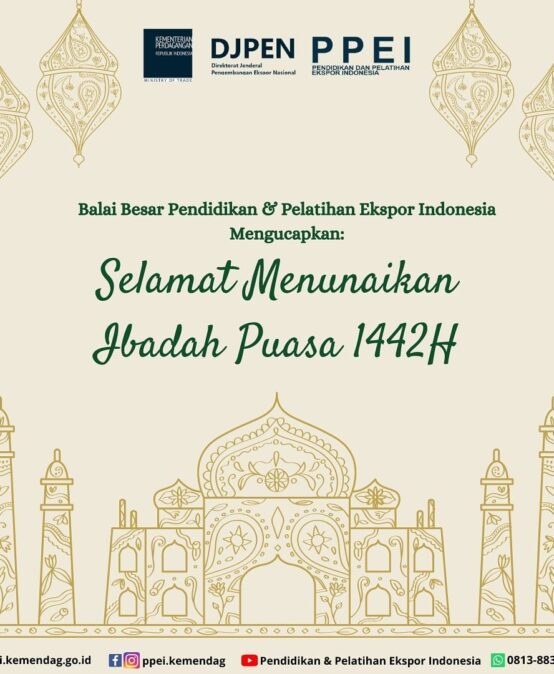 KEMENTERIAN
PERDAGANGAN
REPUBLIK INDONESIA
MINISTRY OF TRADE
DJPEN
Direktorat Jenderal
Pengembangan Ekspor Nasional
PPEI
PENDIDIKAN DAN PELATIHAN
EKSPOR INDONESIA
Balai Besar Pendidikan & Pelatihan Ekspor Indonesia
Mengucapkan:
Selamat Menunaikan
Ibadah Puasa 1442H
i.kemendag.go.id ppei.kemendag Pendidikan & Pelatihan Ekspor Indonesia 0813-883